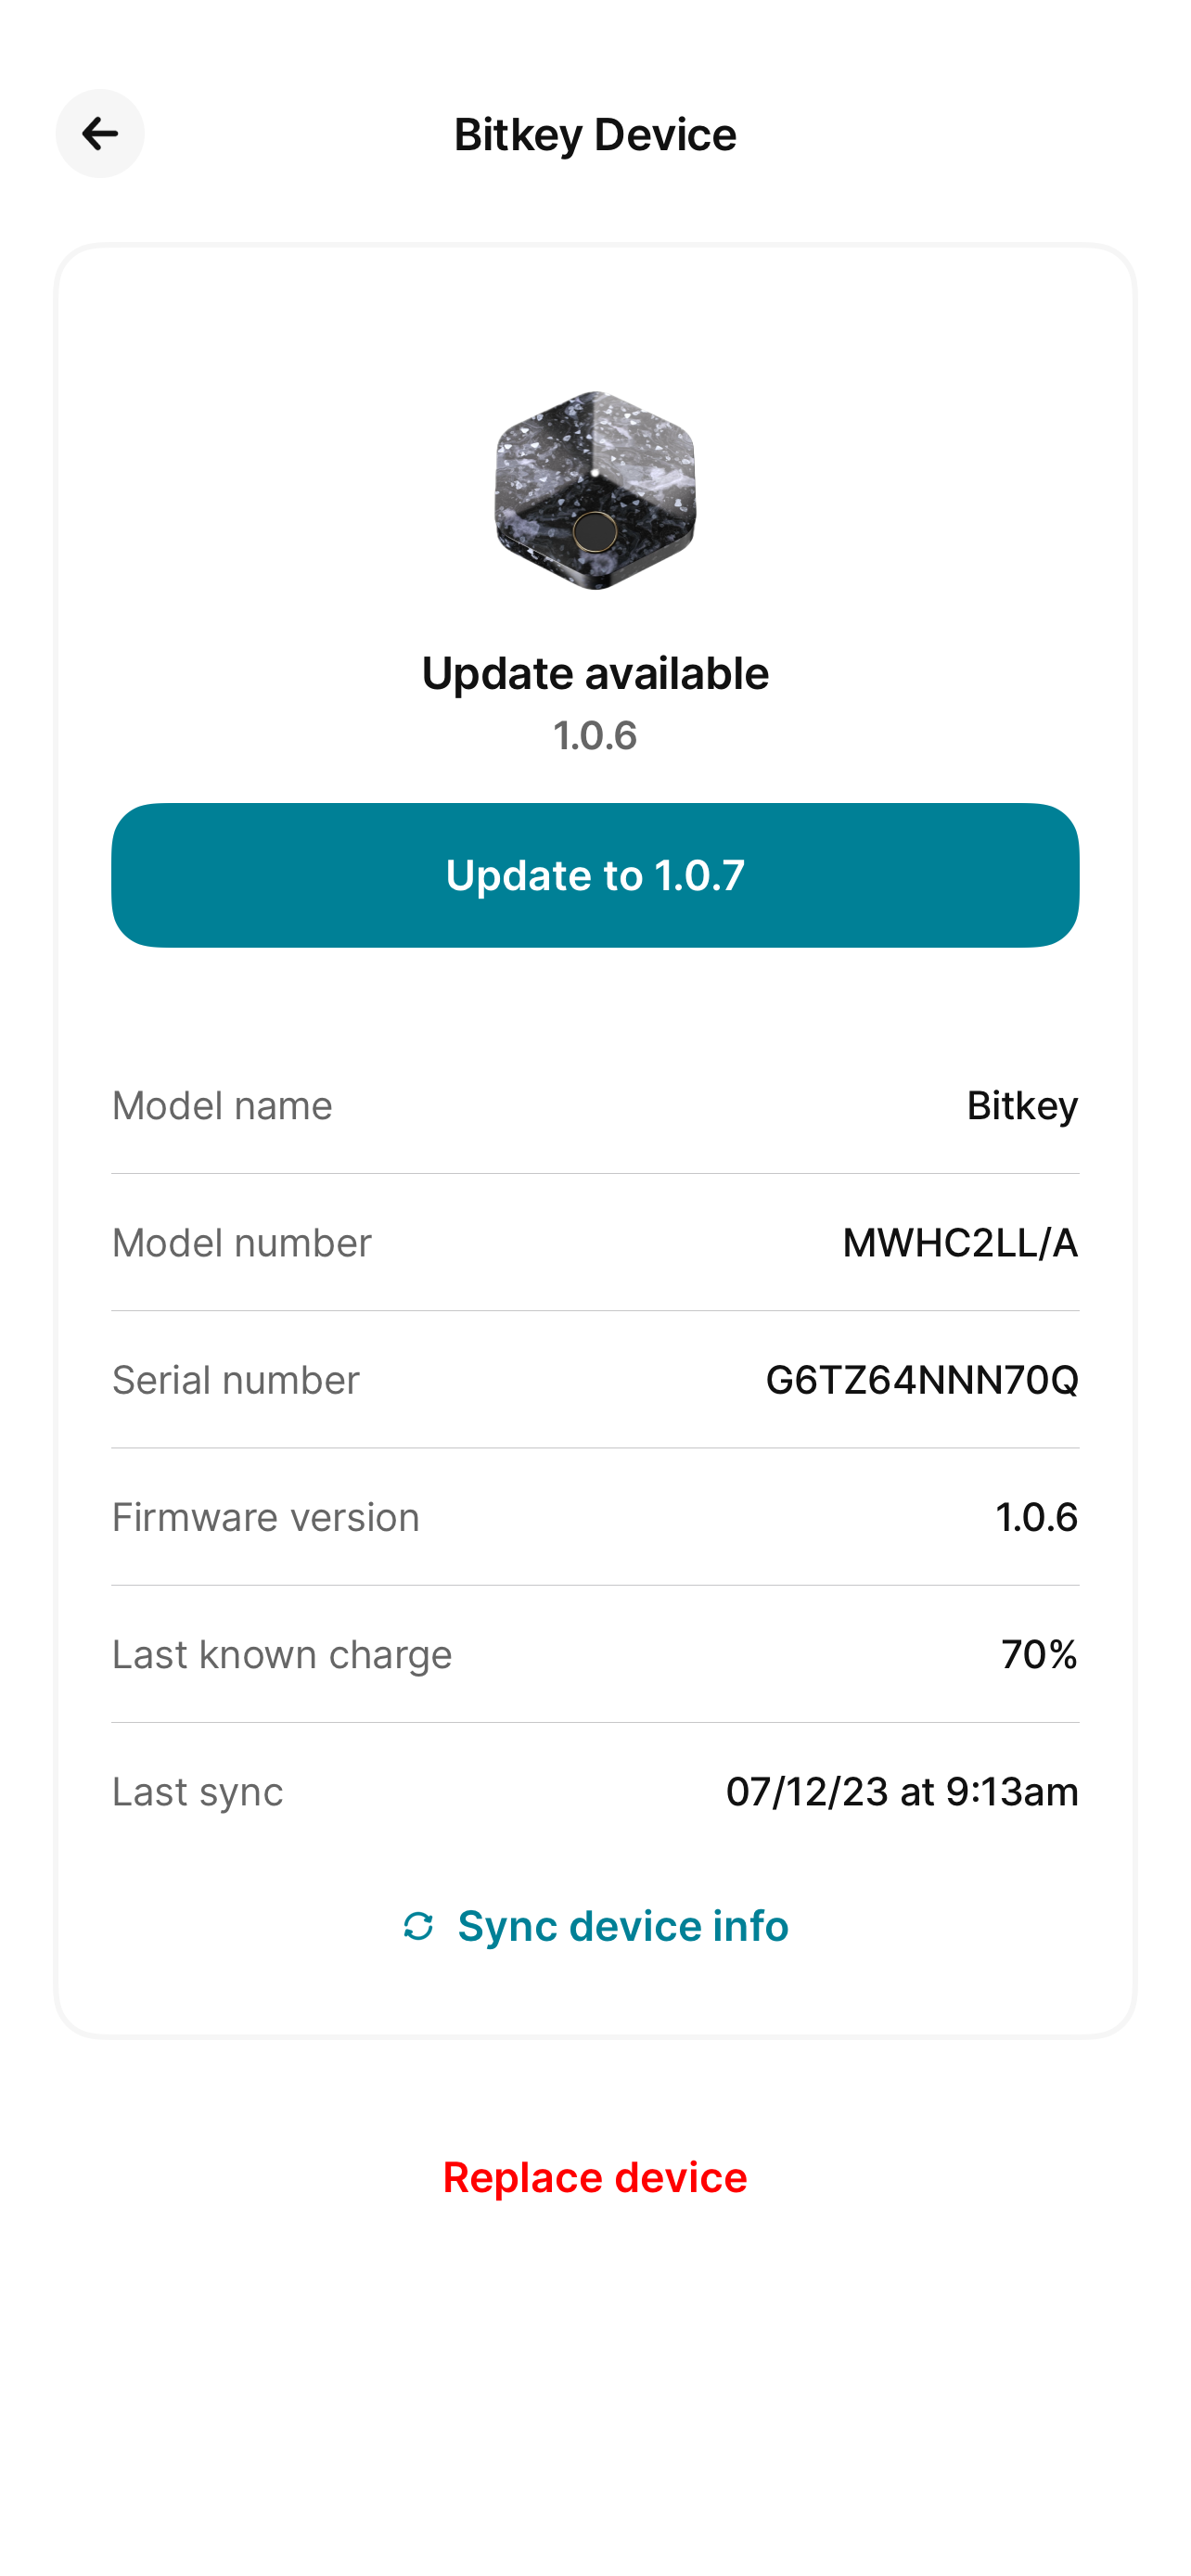 Bitkey Device
Update available
1.0.6
Update to 1.0.7
Model name Bitkey
Model number MWHC2LL/A
Serial number G6TZ64NNN70Q
Firmware version 1.0.6
Last known charge 70%
Last sync 07/12/23 at 9:13am
Sync device info
Replace device